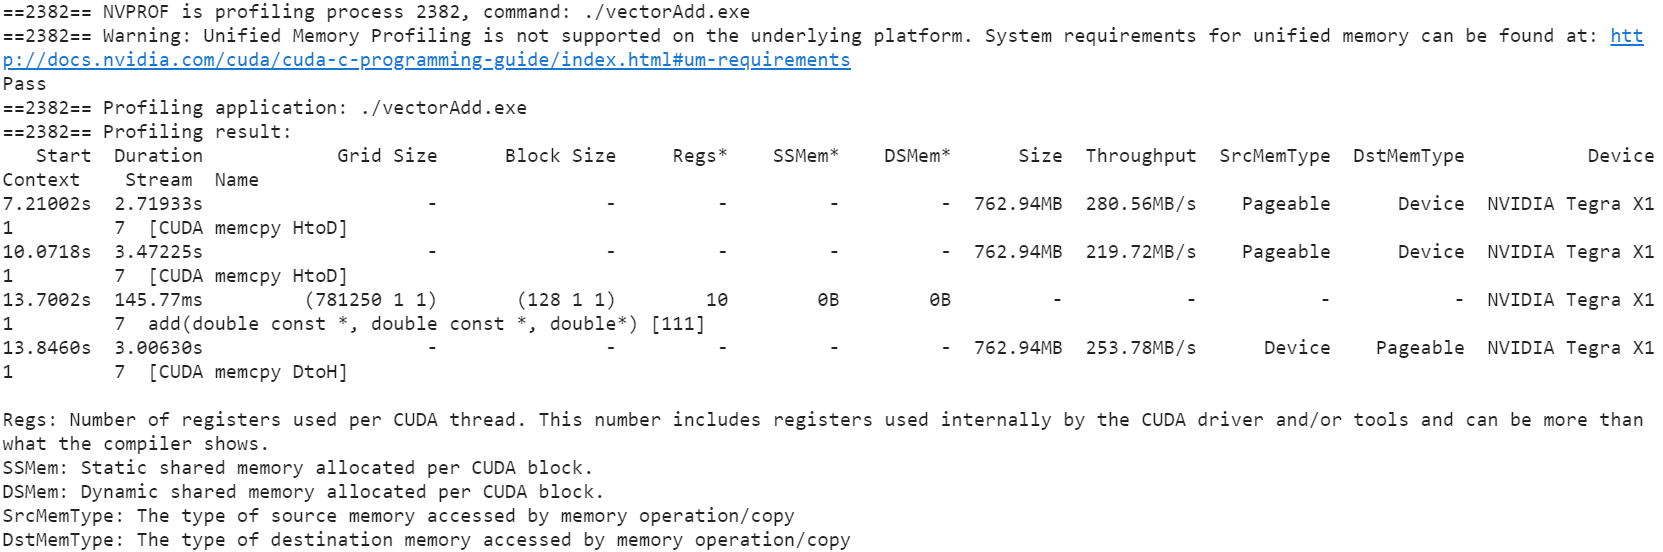 ==2382== NVPROF is profiling process 2382, command: ./vectorAdd.exe
==2382== Warning: Unified Memory Profiling is not supported on the underlying platform. System requirements for unified memory can be found at: htt
p://docs.nvidia.com/cuda/cuda-c-programming-guide/index.html#um-requirements
Pass
==2382== Profiling application: ./vectorAdd.exe
==2382== Profiling result:
   Start  Duration            Grid Size      Block Size     Regs*    SSMem*    DSMem*      Size  Throughput  SrcMemType  DstMemType           Device
Context    Stream  Name
7.21002s  2.71933s                    -               -         -         -         -  762.94MB  280.56MB/s    Pageable      Device  NVIDIA Tegra X1
1         7  [CUDA memcpy HtoD]
10.0718s  3.47225s                    -               -         -         -         -  762.94MB  219.72MB/s    Pageable      Device  NVIDIA Tegra X1
1         7  [CUDA memcpy HtoD]
13.7002s  145.77ms         (781250 1 1)       (128 1 1)        10        0B        0B         -           -           -           -  NVIDIA Tegra X1
1         7  add(double const *, double const *, double*) [111]
13.8460s  3.00630s                    -               -         -         -         -  762.94MB  253.78MB/s      Device    Pageable  NVIDIA Tegra X1
1         7  [CUDA memcpy DtoH]

Regs: Number of registers used per CUDA thread. This number includes registers used internally by the CUDA driver and/or tools and can be more than
what the compiler shows.
SSMem: Static shared memory allocated per CUDA block.
DSMem: Dynamic shared memory allocated per CUDA block.
SrcMemType: The type of source memory accessed by memory operation/copy
DstMemType: The type of destination memory accessed by memory operation/copy